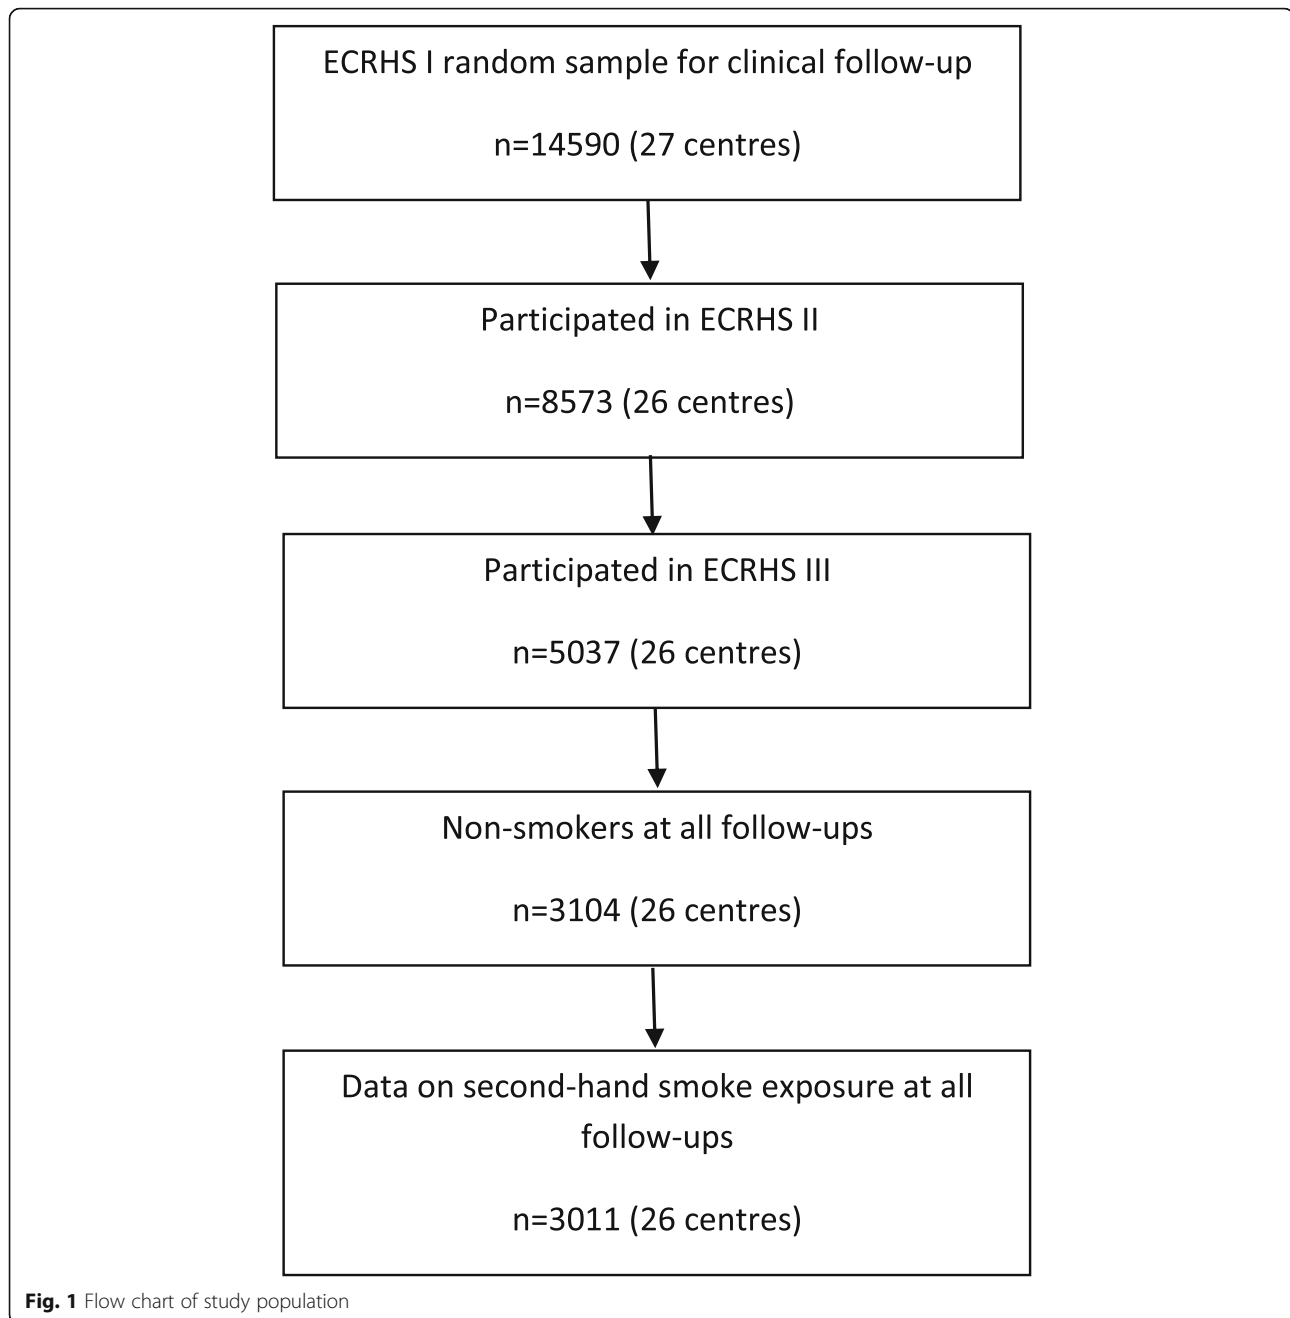 ECRHS I random sample for clinical follow-up
n=14590 (27 centres)
Participated in ECRHS II
n=8573 (26 centres)
Participated in ECRHS III
n=5037 (26 centres)
Non-smokers at all follow-ups
n=3104 (26 centres)
Data on second-hand smoke exposure at all
follow-ups
n=3011 (26 centres)
Fig. 1 Flow chart of study population